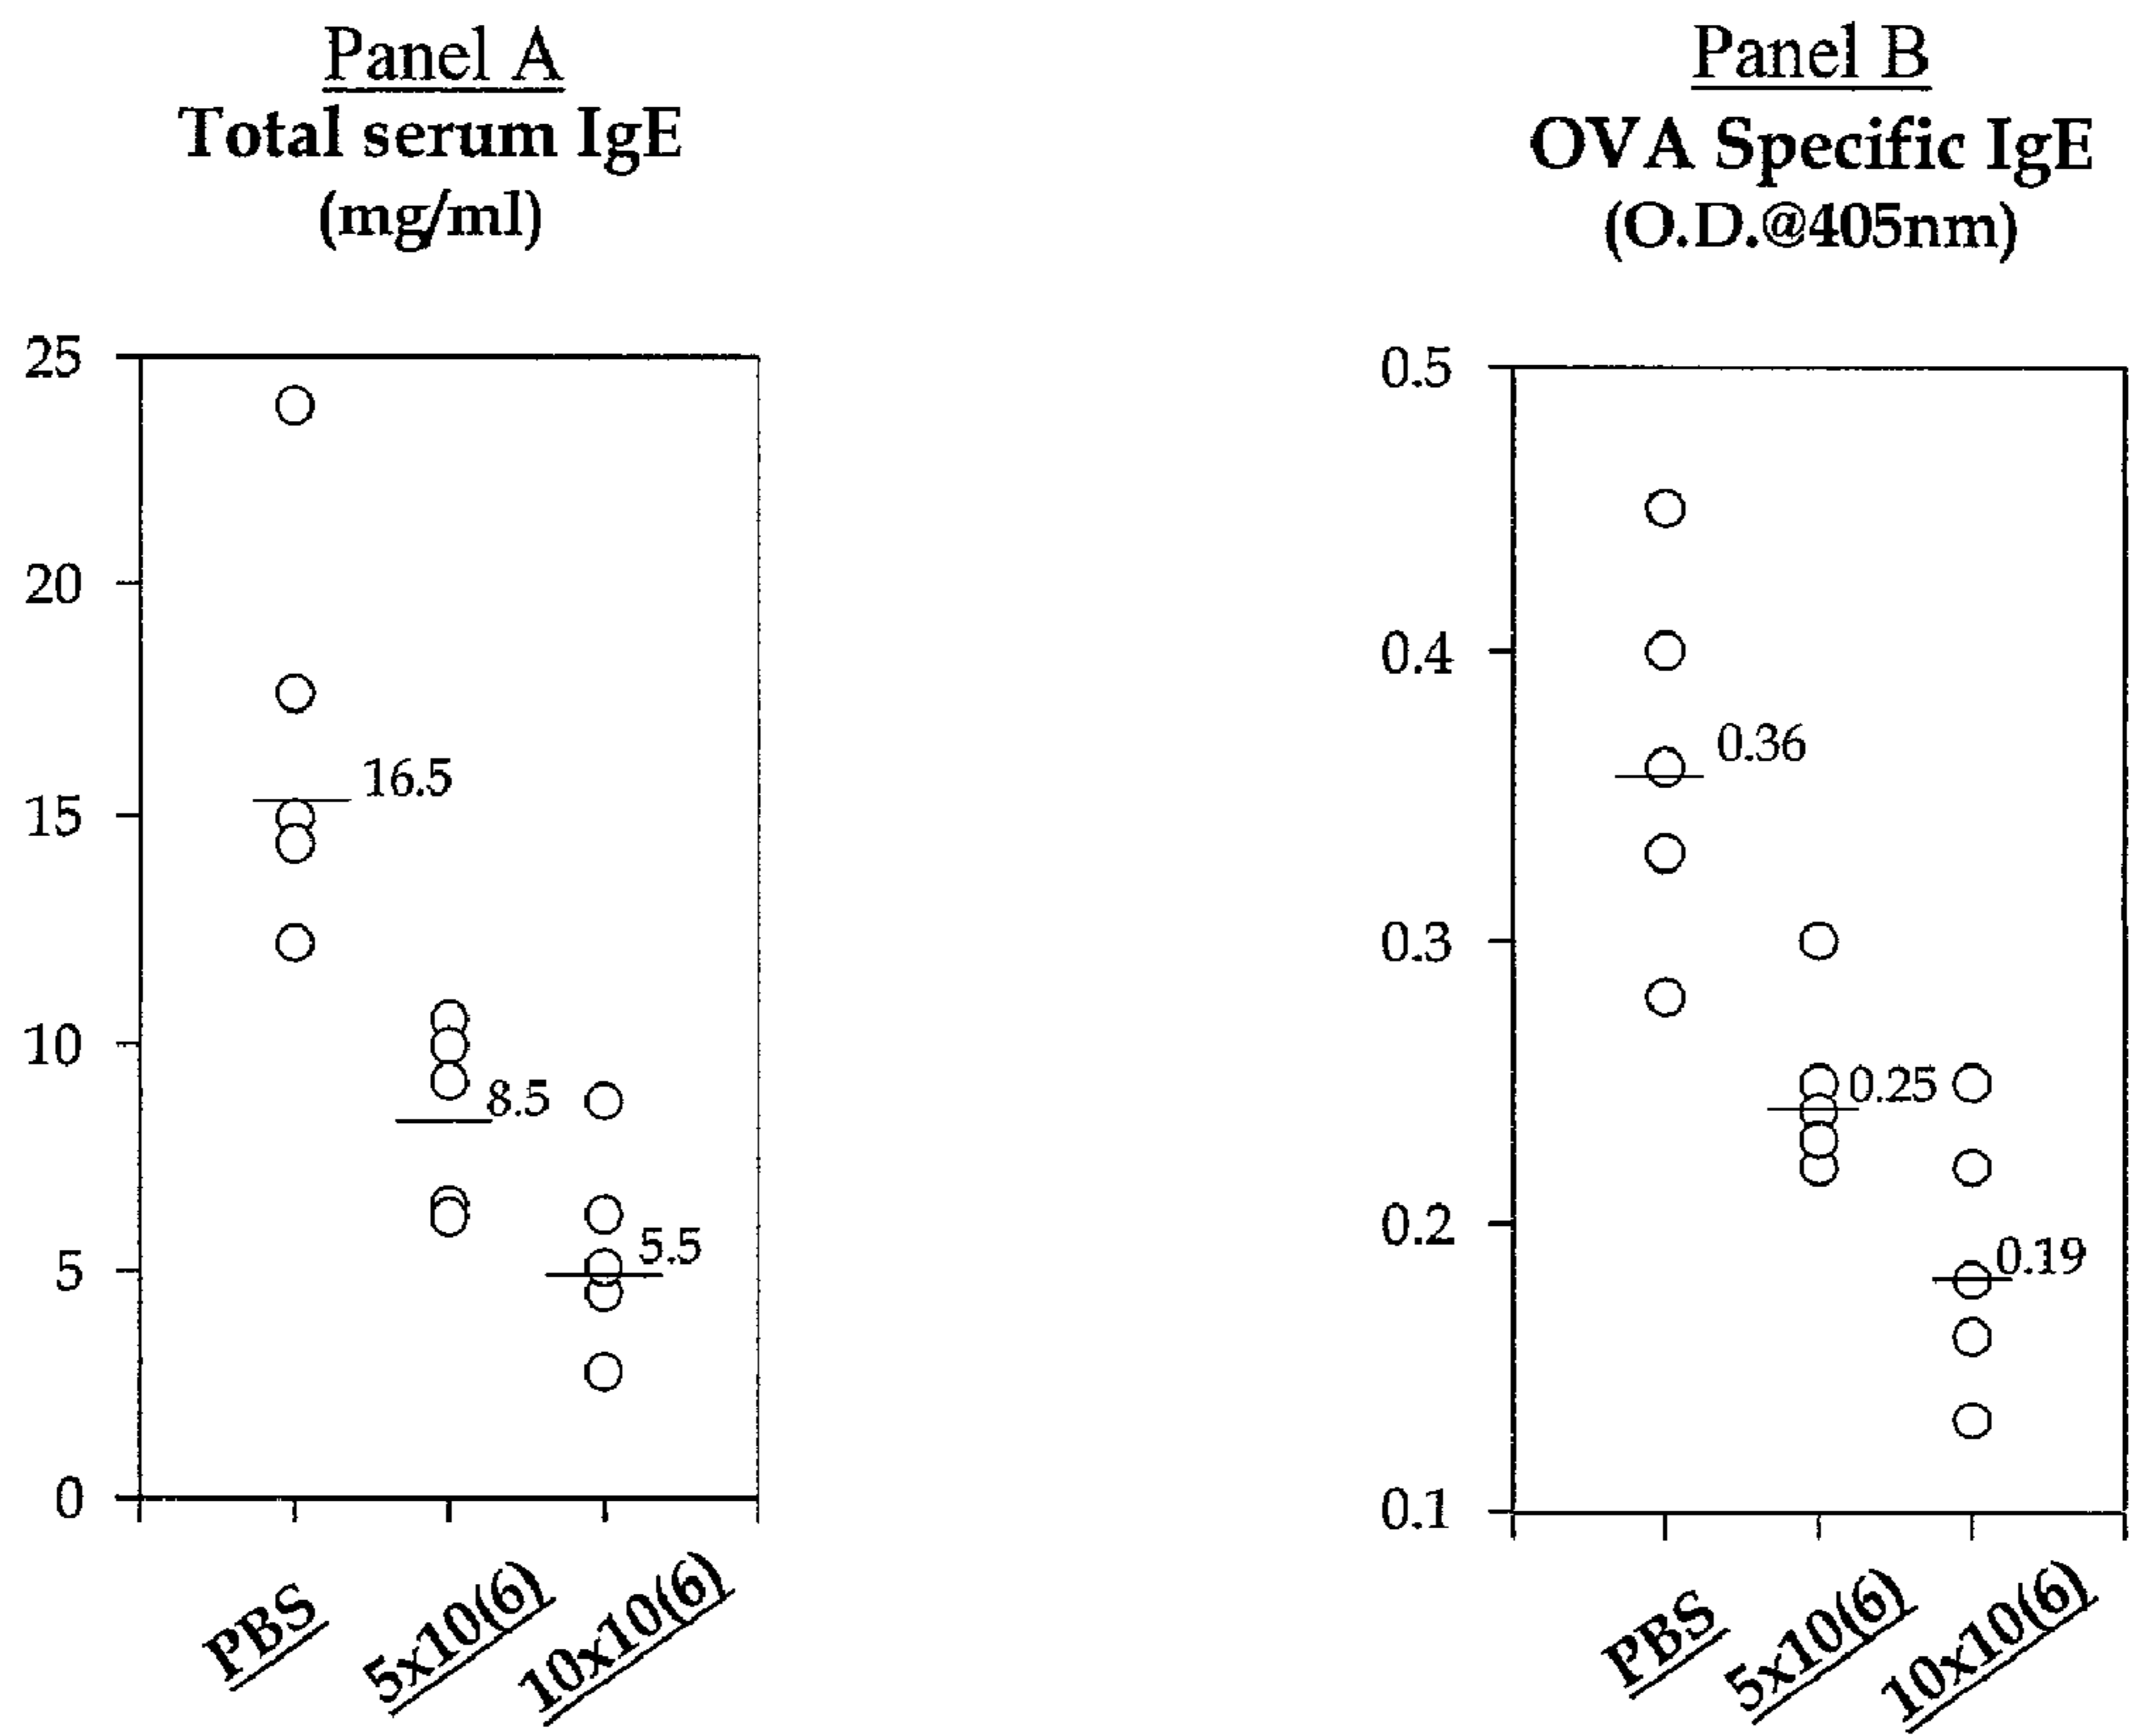 Panel A
Total serum IgE
(mg/ml)
25
20
15
10
5
0
16.5
8.5
5.5
PBS
5x10(6)
10x10(6)
Panel B
OVA Specific IgE
(O.D.@405nm)
0.5
0.4
0.3
0.2
0.1
0.36
0.25
0.19
PBS
5x10(6)
10x10(6)